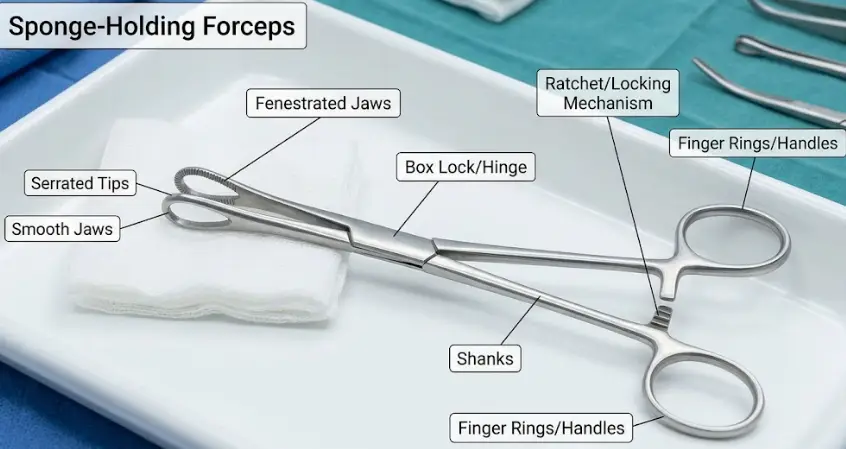 Sponge-Holding Forceps
Fenestrated Jaws
Ratchet/Locking
Mechanism
Finger Rings/Handles
Box Lock/Hinge
Serrated Tips
Smooth Jaws
Shanks
Finger Rings/Handles